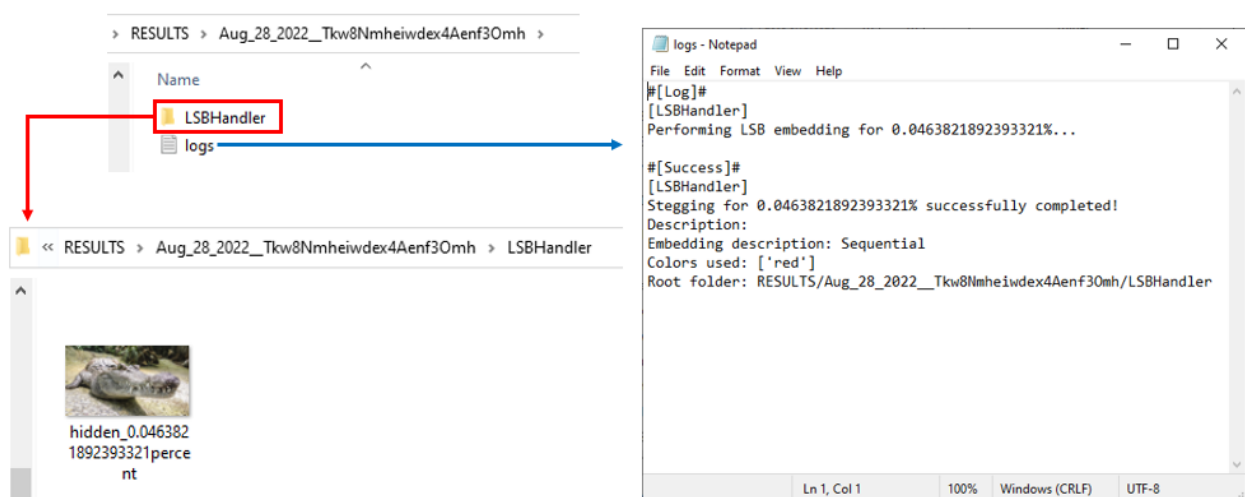 > RESULTS > Aug_28_2022__Tkw8Nmheiwdex4Aenf3Omh >
Name
LSBHandler
logs
« RESULTS > Aug_28_2022__Tkw8Nmheiwdex4Aenf3Omh > LSBHandler
hidden_0.046382
1892393321perce
nt
logs - Notepad
File Edit Format View Help
#[Log]#
[LSBHandler]
Performing LSB embedding for 0.0463821892393321%...
#[Success]#
[LSBHandler]
Stegging for 0.0463821892393321% successfully completed!
Description:
Embedding description: Sequential
Colors used: ['red']
Root folder: RESULTS/Aug_28_2022__Tkw8Nmheiwdex4Aenf3Omh/LSBHandler
Ln 1, Col 1 100% Windows (CRLF) UTF-8